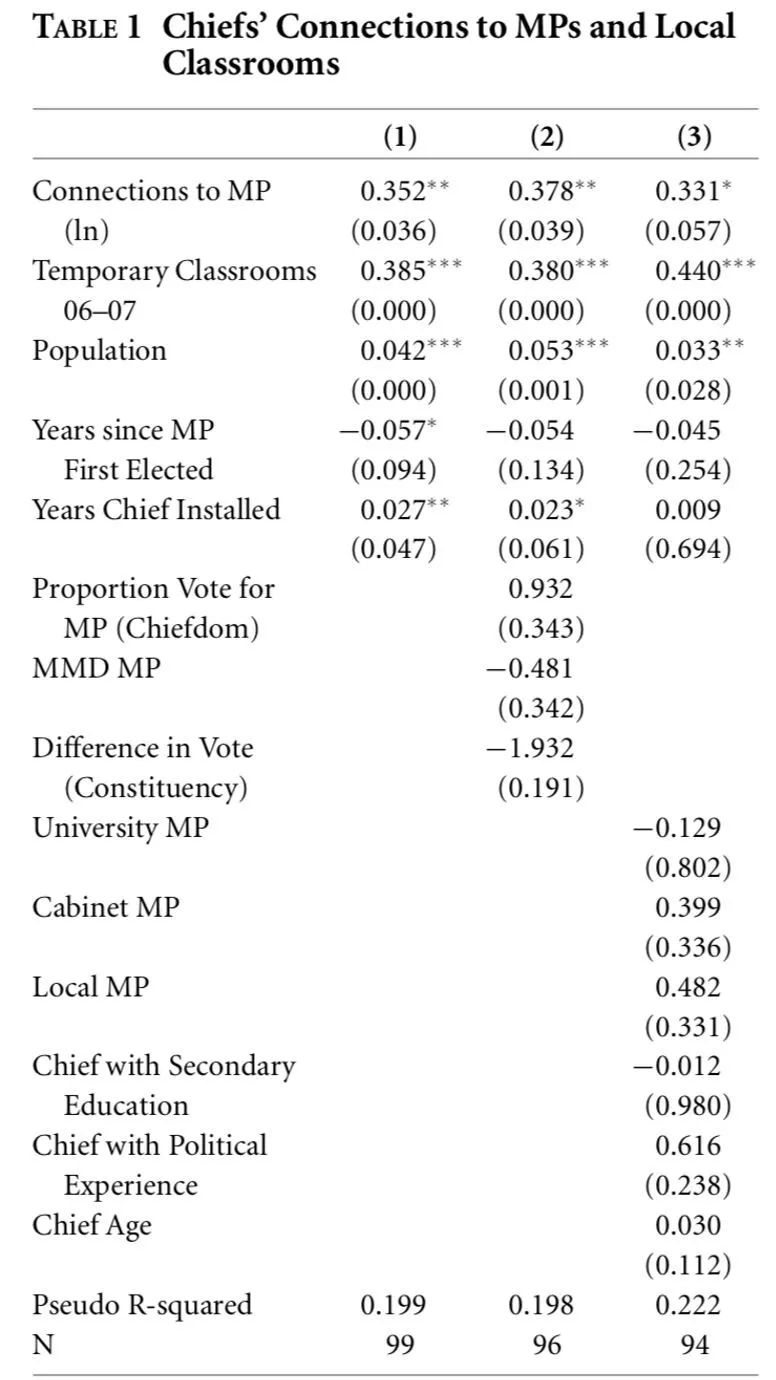 TABLE 1 Chiefs’ Connections to MPs and Local
Classrooms
(1) (2) (3)
Connections to MP 0.352** 0.378** 0.331*
(ln) (0.036) (0.039) (0.057)
Temporary Classrooms 0.385*** 0.380*** 0.440***
06–07 (0.000) (0.000) (0.000)
Population 0.042*** 0.053*** 0.033**
(0.000) (0.001) (0.028)
Years since MP −0.057* −0.054 −0.045
First Elected (0.094) (0.134) (0.254)
Years Chief Installed 0.027** 0.023* 0.009
(0.047) (0.061) (0.694)
Proportion Vote for 0.932
MP (Chiefdom) (0.343)
MMD MP −0.481
(0.342)
Difference in Vote −1.932
(Constituency) (0.191)
University MP −0.129
(0.802)
Cabinet MP 0.399
(0.336)
Local MP 0.482
(0.331)
Chief with Secondary −0.012
Education (0.980)
Chief with Political 0.616
Experience (0.238)
Chief Age 0.030
(0.112)
Pseudo R-squared 0.199 0.198 0.222
N 99 96 94